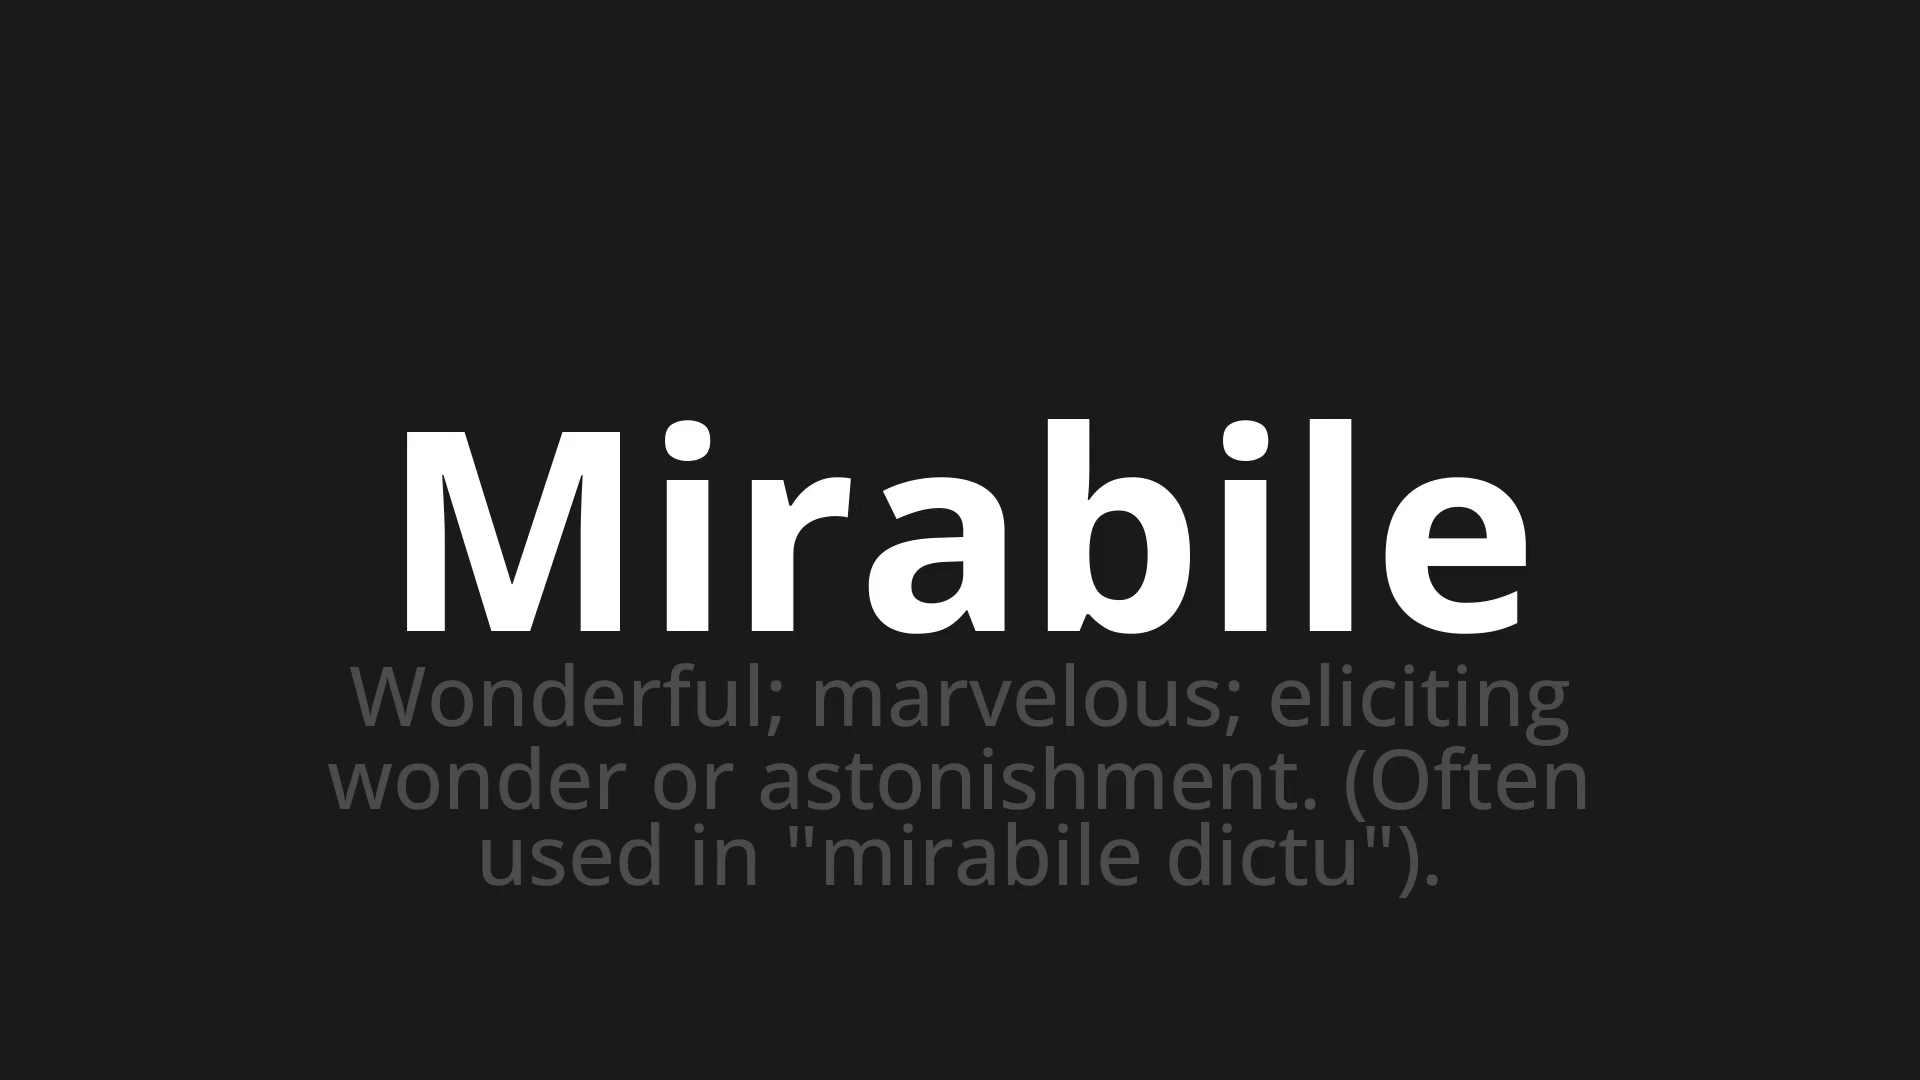 Mirabile
Wonderful; marvelous; eliciting
wonder or astonishment. (Often
used in "mirabile dictu").